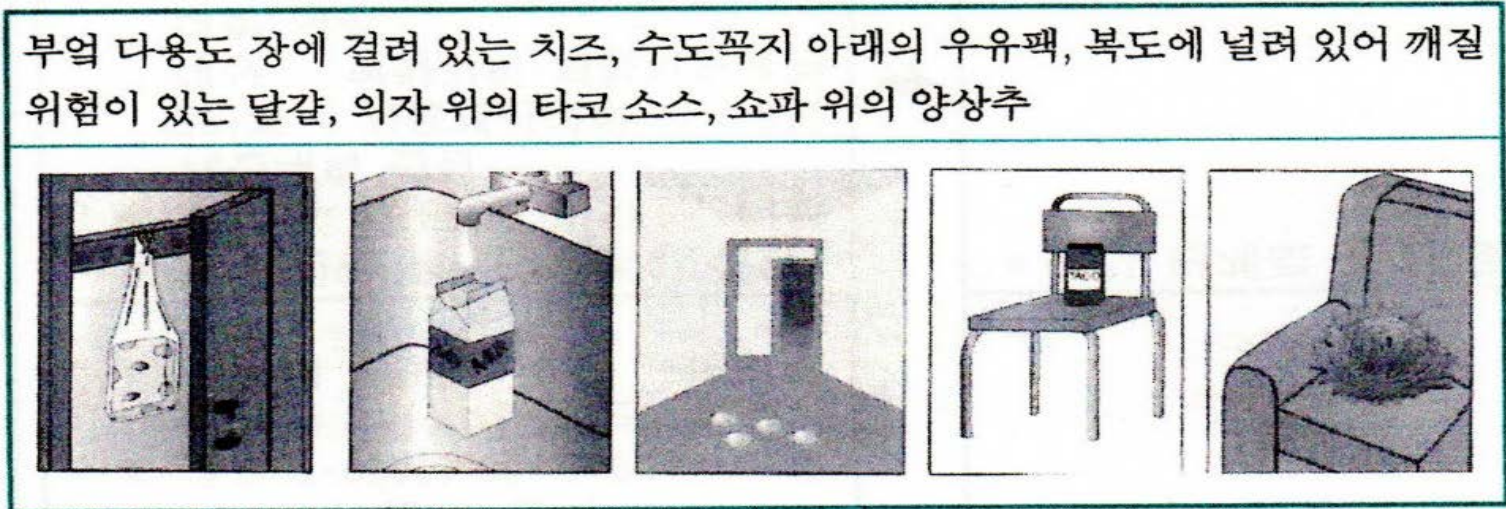 부엌 다용도 장에 걸려 있는 치즈, 수도꼭지 아래의 우유팩, 복도에 널려 있어 깨질
위험이 있는 달걀, 의자 위의 타코 소스, 쇼파 위의 양상추
TACO